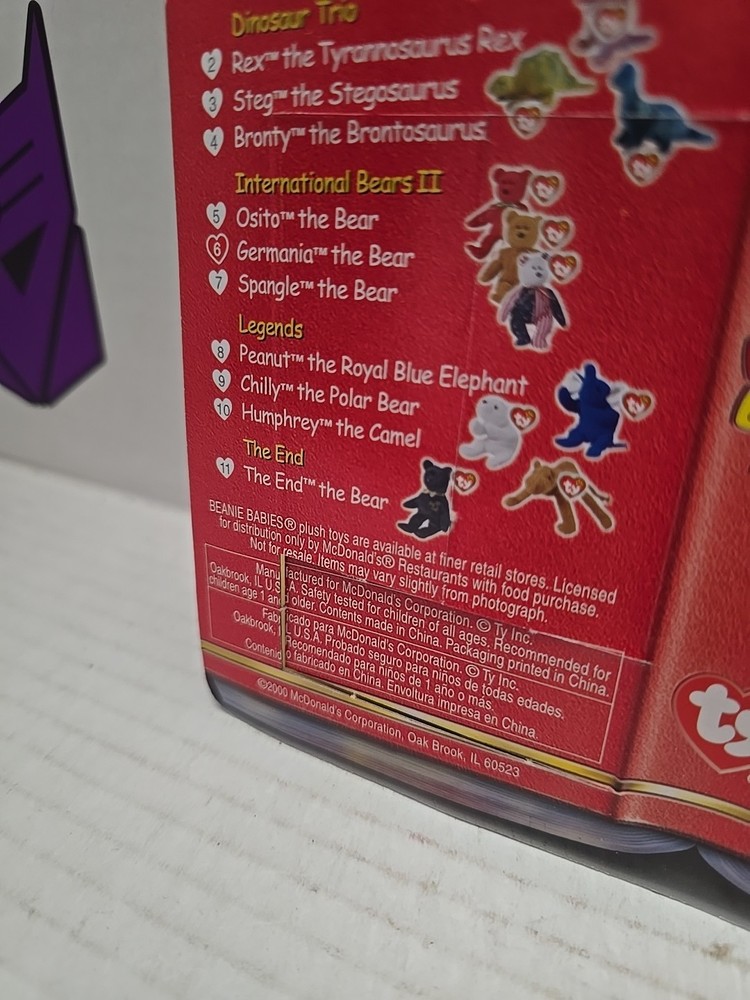 Dinosaur Trio
2 Rex™ the Tyrannosaurus Rex
3 Steg™ the Stegosaurus
4 Bronty™ the Brontosaurus
International Bears II
5 Osito™ the Bear
6 Germania™ the Bear
7 Spangle™ the Bear
Legends
8 Peanut™ the Royal Blue Elephant
9 Chilly™ the Polar Bear
10 Humphrey™ the Camel
The End
11 The End™ the Bear
BEANIE BABIES® plush toys are available at finer retail stores. Licensed
for distribution only by McDonald's® Restaurants with food purchase.
Not for resale. Items may vary slightly from photograph.
Manufactured for McDonald's Corporation. © Ty Inc.
Oakbrook, IL U.S.A. Safety tested for children of all ages. Recommended for
children age 1 and older. Contents made in China. Packaging printed in China.
Fabricado para McDonald's Corporation. © Ty Inc.
Oakbrook, U.S.A. Probado seguro para niños de todas edades.
Recomendado para niños de 1 año o más.
Contenido fabricado en China. Envoltura impresa en China.
©2000 McDonald's Corporation, Oak Brook, IL 60523
ty